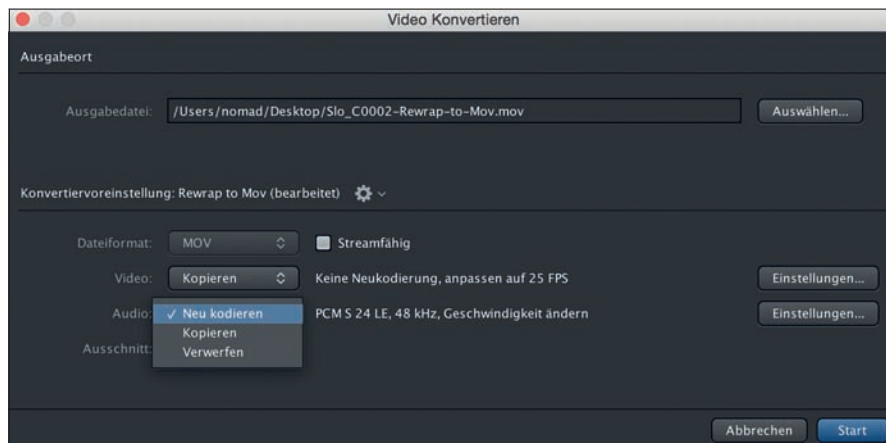 Video Konvertieren
Ausgabeort
Ausgabedatei: /Users/nomad/Desktop/Slo_C0002-Rewrap-to-Mov.mov Auswählen...
Konvertiervoreinstellung: Rewrap to Mov (bearbeitet)
Dateiformat: MOV Streamfähig
Video: Kopieren Keine Neukodierung, anpassen auf 25 FPS Einstellungen...
Audio: ✓ Neu kodieren PCM S 24 LE, 48 kHz, Geschwindigkeit ändern Einstellungen...
Kopieren
Ausschnitt: Verwerfen
Abbrechen Start